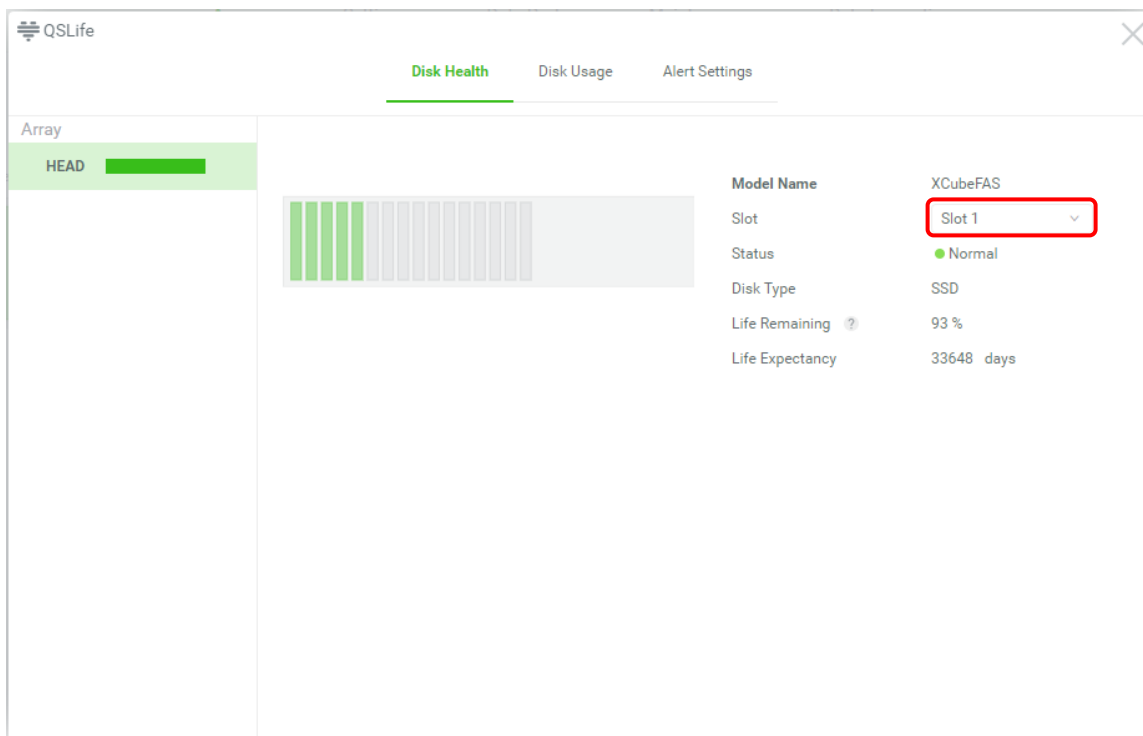 QSLife
Disk Health Disk Usage Alert Settings
Array
HEAD
Model Name XCubeFAS
Slot Slot 1
Status Normal
Disk Type SSD
Life Remaining ? 93 %
Life Expectancy 33648 days